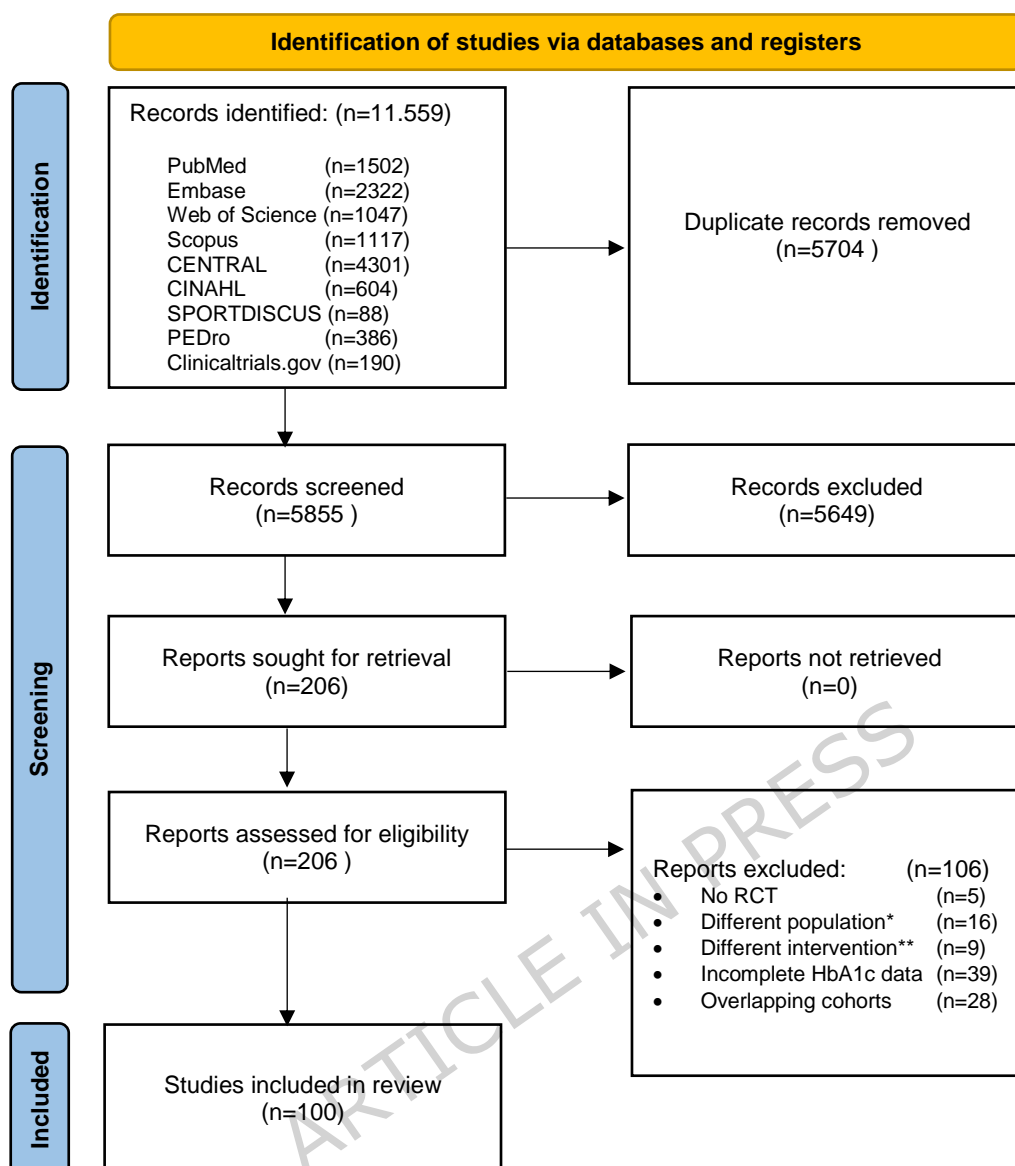 Identification of studies via databases and registers
Identification
Records identified: (n=11.559)
PubMed (n=1502)
Embase (n=2322)
Web of Science (n=1047)
Scopus (n=1117)
CENTRAL (n=4301)
CINAHL (n=604)
SPORTDISCUS (n=88)
PEDro (n=386)
Clinicaltrials.gov (n=190)
Duplicate records removed
(n=5704 )
Screening
Records screened
(n=5855 )
Records excluded
(n=5649)
Reports sought for retrieval
(n=206)
Reports not retrieved
(n=0)
Reports assessed for eligibility
(n=206 )
Reports excluded: (n=106)
• No RCT (n=5)
• Different population* (n=16)
• Different intervention** (n=9)
• Incomplete HbA1c data (n=39)
• Overlapping cohorts (n=28)
Included
Studies included in review
(n=100)
ARTICLE IN PRESS